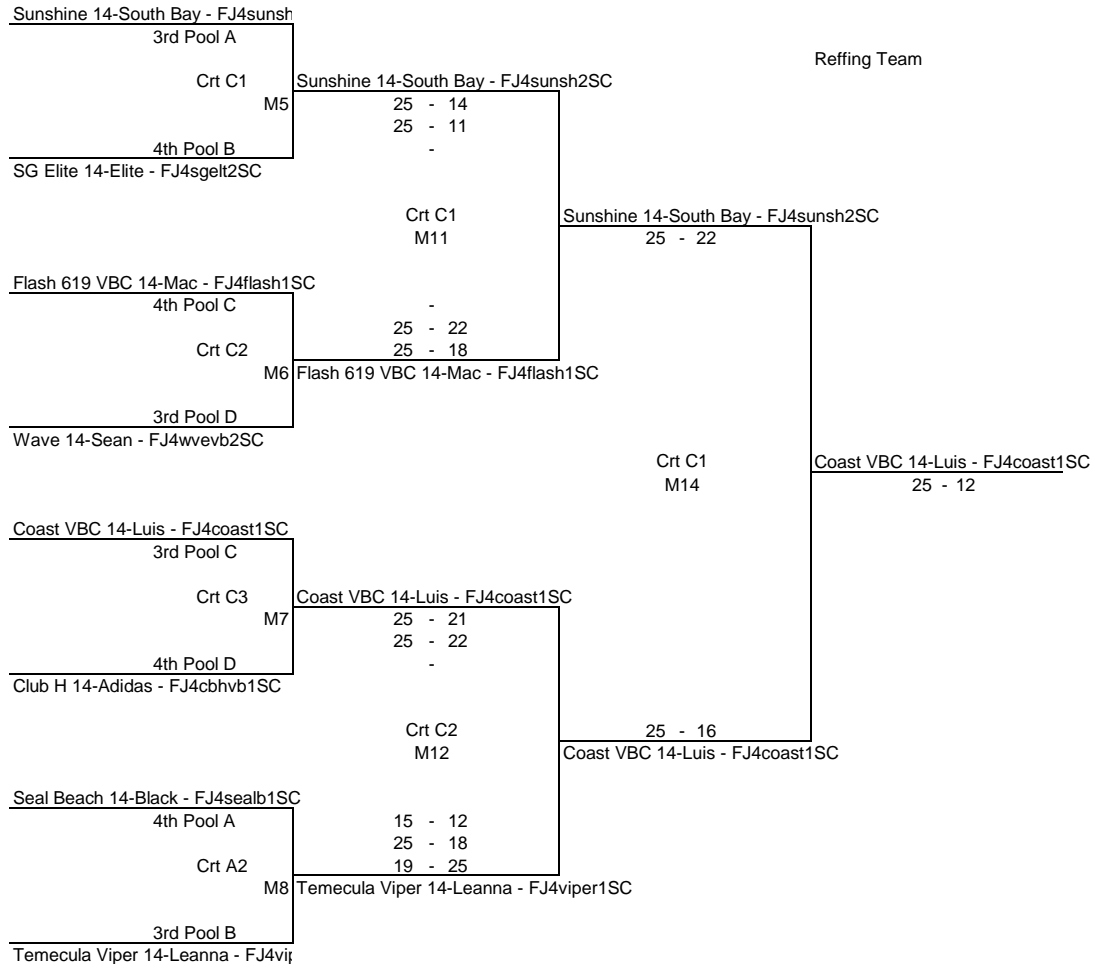 Sunshine 14-South Bay - FJ4sunsh
3rd Pool A
Reffing Team
Crt C1
Sunshine 14-South Bay - FJ4sunsh2SC
M5
25 - 14
25 - 11
4th Pool B
-
SG Elite 14-Elite - FJ4sgelt2SC
Crt C1
Sunshine 14-South Bay - FJ4sunsh2SC
M11
25 - 22
Flash 619 VBC 14-Mac - FJ4flash1SC
4th Pool C
-
25 - 22
Crt C2
25 - 18
M6
Flash 619 VBC 14-Mac - FJ4flash1SC
3rd Pool D
Wave 14-Sean - FJ4wvevb2SC
Crt C1
Coast VBC 14-Luis - FJ4coast1SC
M14
25 - 12
Coast VBC 14-Luis - FJ4coast1SC
3rd Pool C
Crt C3
Coast VBC 14-Luis - FJ4coast1SC
M7
25 - 21
25 - 22
4th Pool D
-
Club H 14-Adidas - FJ4cbhvb1SC
Crt C2
25 - 16
M12
Coast VBC 14-Luis - FJ4coast1SC
Seal Beach 14-Black - FJ4sealb1SC
4th Pool A
15 - 12
25 - 18
Crt A2
19 - 25
M8
Temecula Viper 14-Leanna - FJ4viper1SC
3rd Pool B
Temecula Viper 14-Leanna - FJ4vip